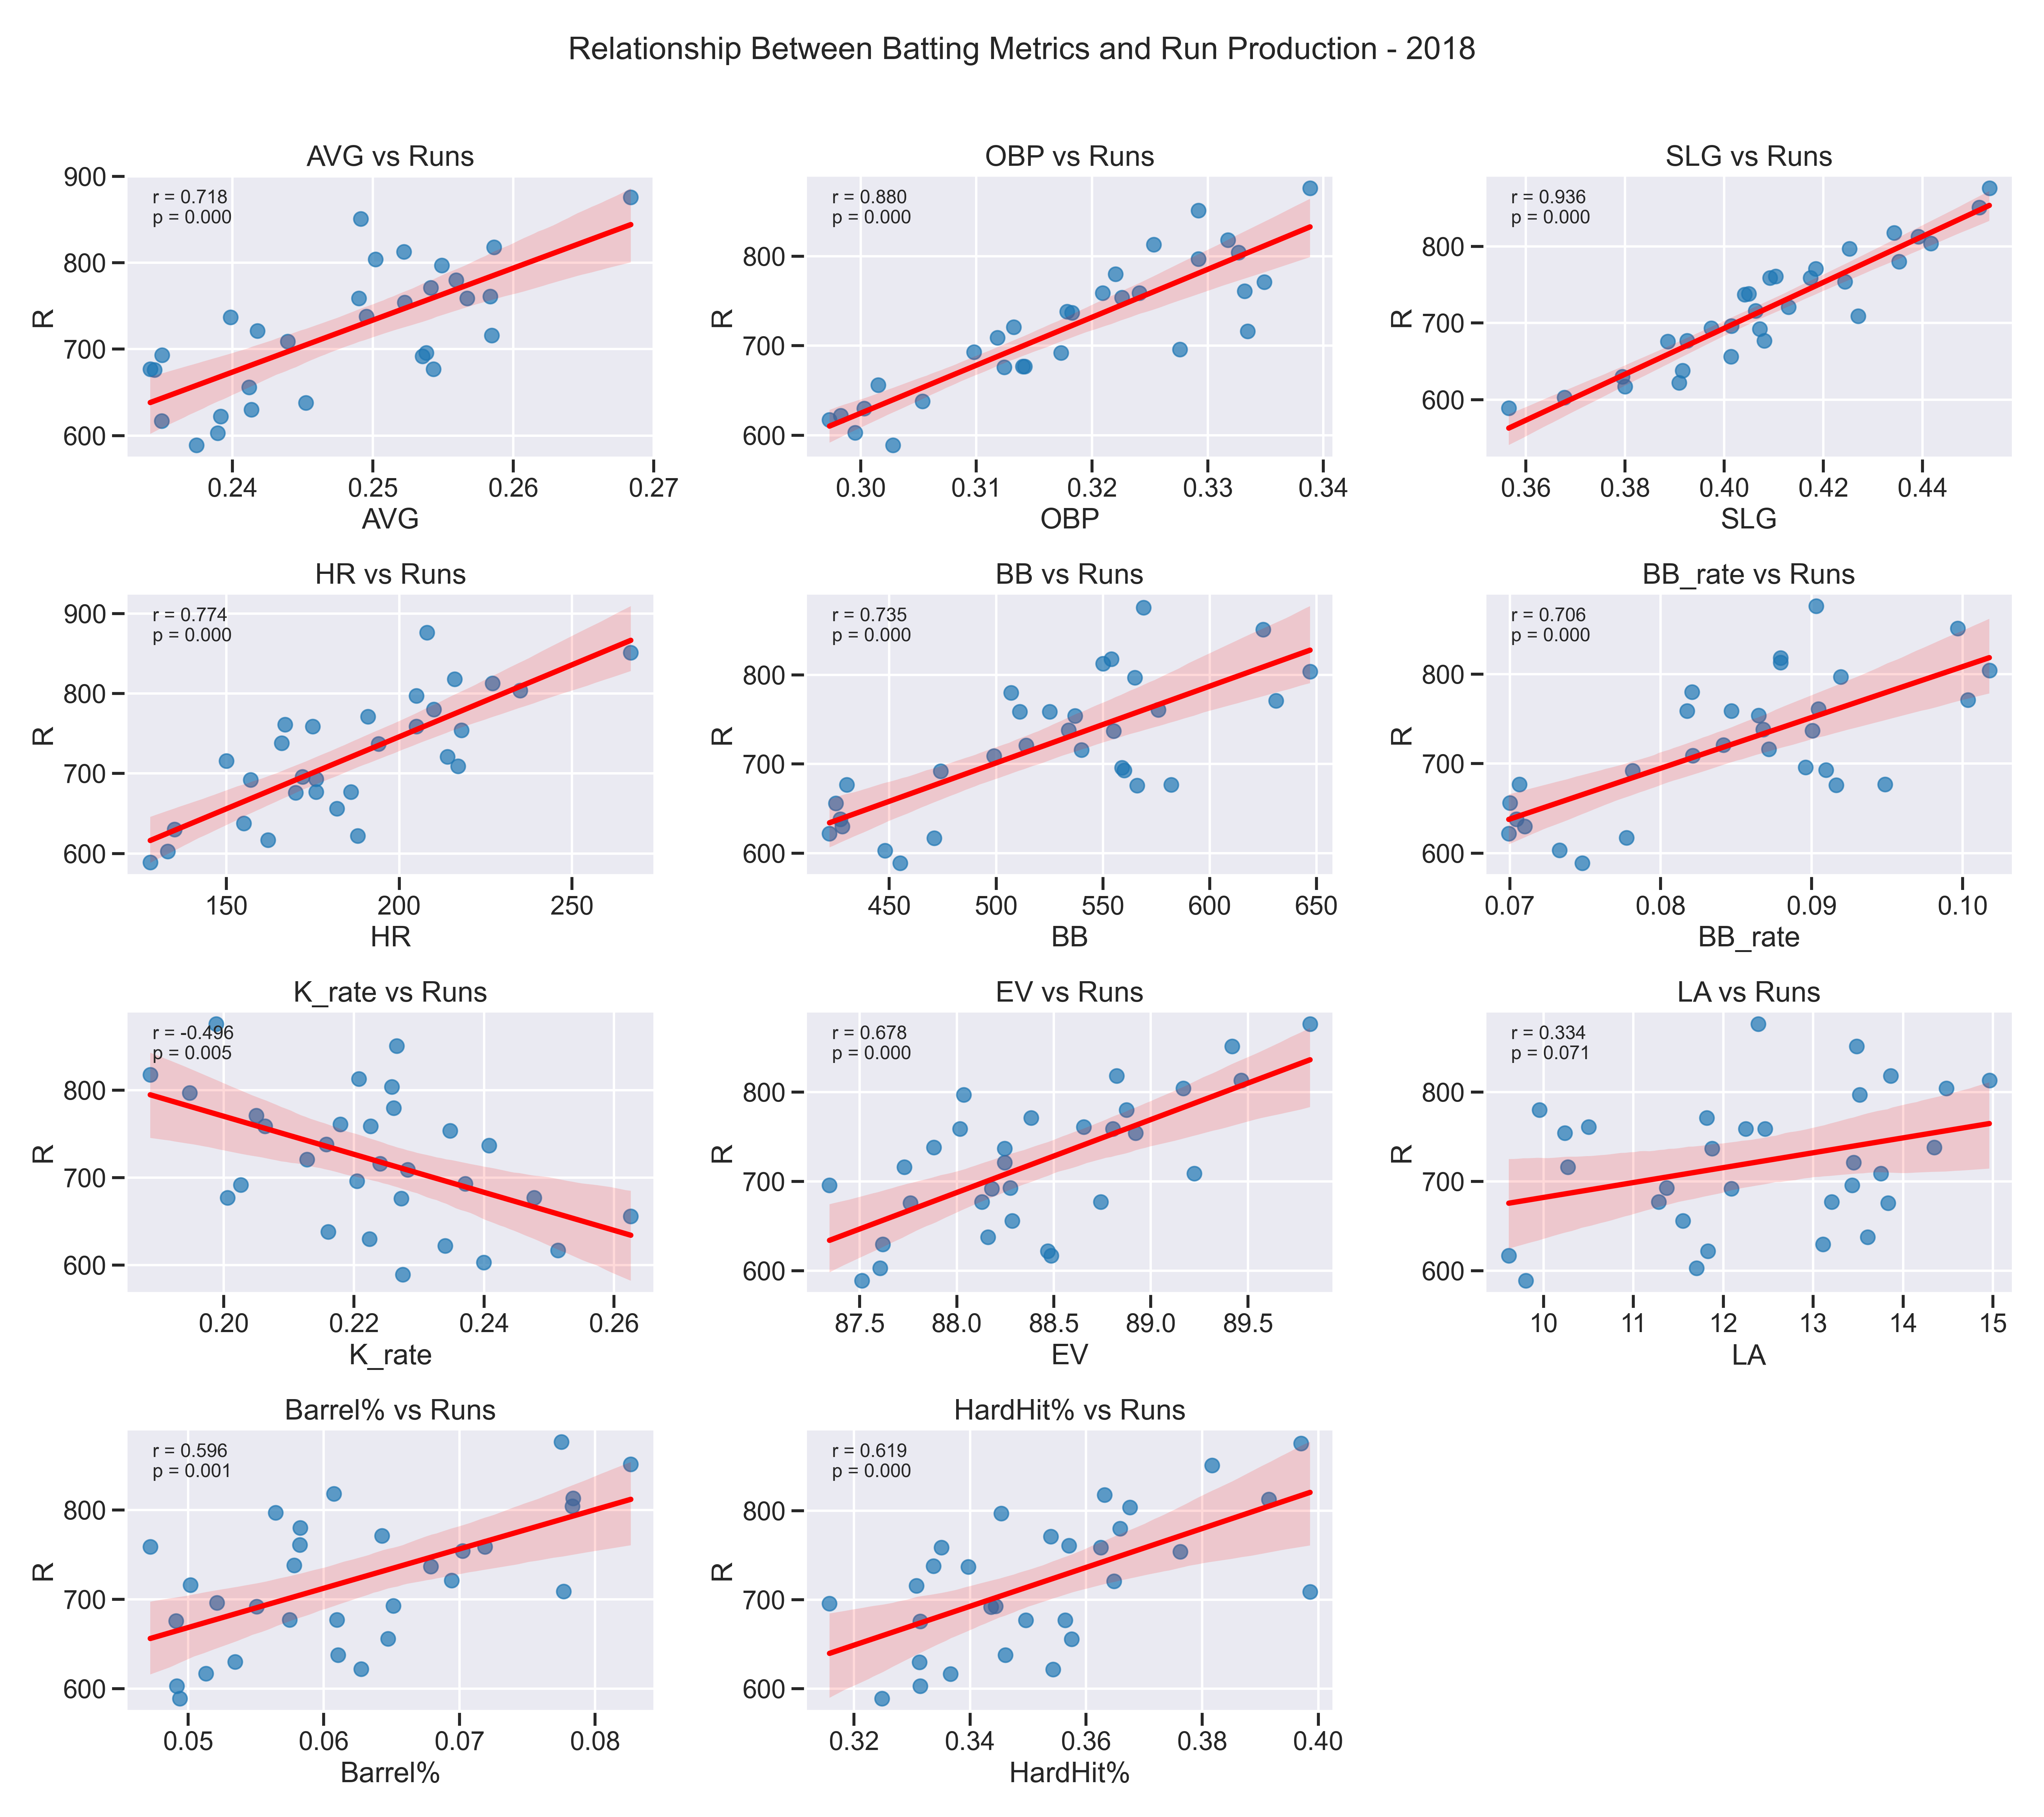 Relationship Between Batting Metrics and Run Production - 2018
AVG vs Runs
r = 0.718
p = 0.000
900
800
700
600
R
0.24 0.25 0.26 0.27
AVG
OBP vs Runs
r = 0.880
p = 0.000
800
700
600
R
0.30 0.31 0.32 0.33 0.34
OBP
SLG vs Runs
r = 0.936
p = 0.000
800
700
600
R
0.36 0.38 0.40 0.42 0.44
SLG
HR vs Runs
r = 0.774
p = 0.000
900
800
700
600
R
150 200 250
HR
BB vs Runs
r = 0.735
p = 0.000
800
700
600
R
450 500 550 600 650
BB
BB_rate vs Runs
r = 0.706
p = 0.000
800
700
600
R
0.07 0.08 0.09 0.10
BB_rate
K_rate vs Runs
r = -0.496
p = 0.005
800
700
600
R
0.20 0.22 0.24 0.26
K_rate
EV vs Runs
r = 0.678
p = 0.000
800
700
600
R
87.5 88.0 88.5 89.0 89.5
EV
LA vs Runs
r = 0.334
p = 0.071
800
700
600
R
10 11 12 13 14 15
LA
Barrel% vs Runs
r = 0.596
p = 0.001
800
700
600
R
0.05 0.06 0.07 0.08
Barrel%
HardHit% vs Runs
r = 0.619
p = 0.000
800
700
600
R
0.32 0.34 0.36 0.38 0.40
HardHit%